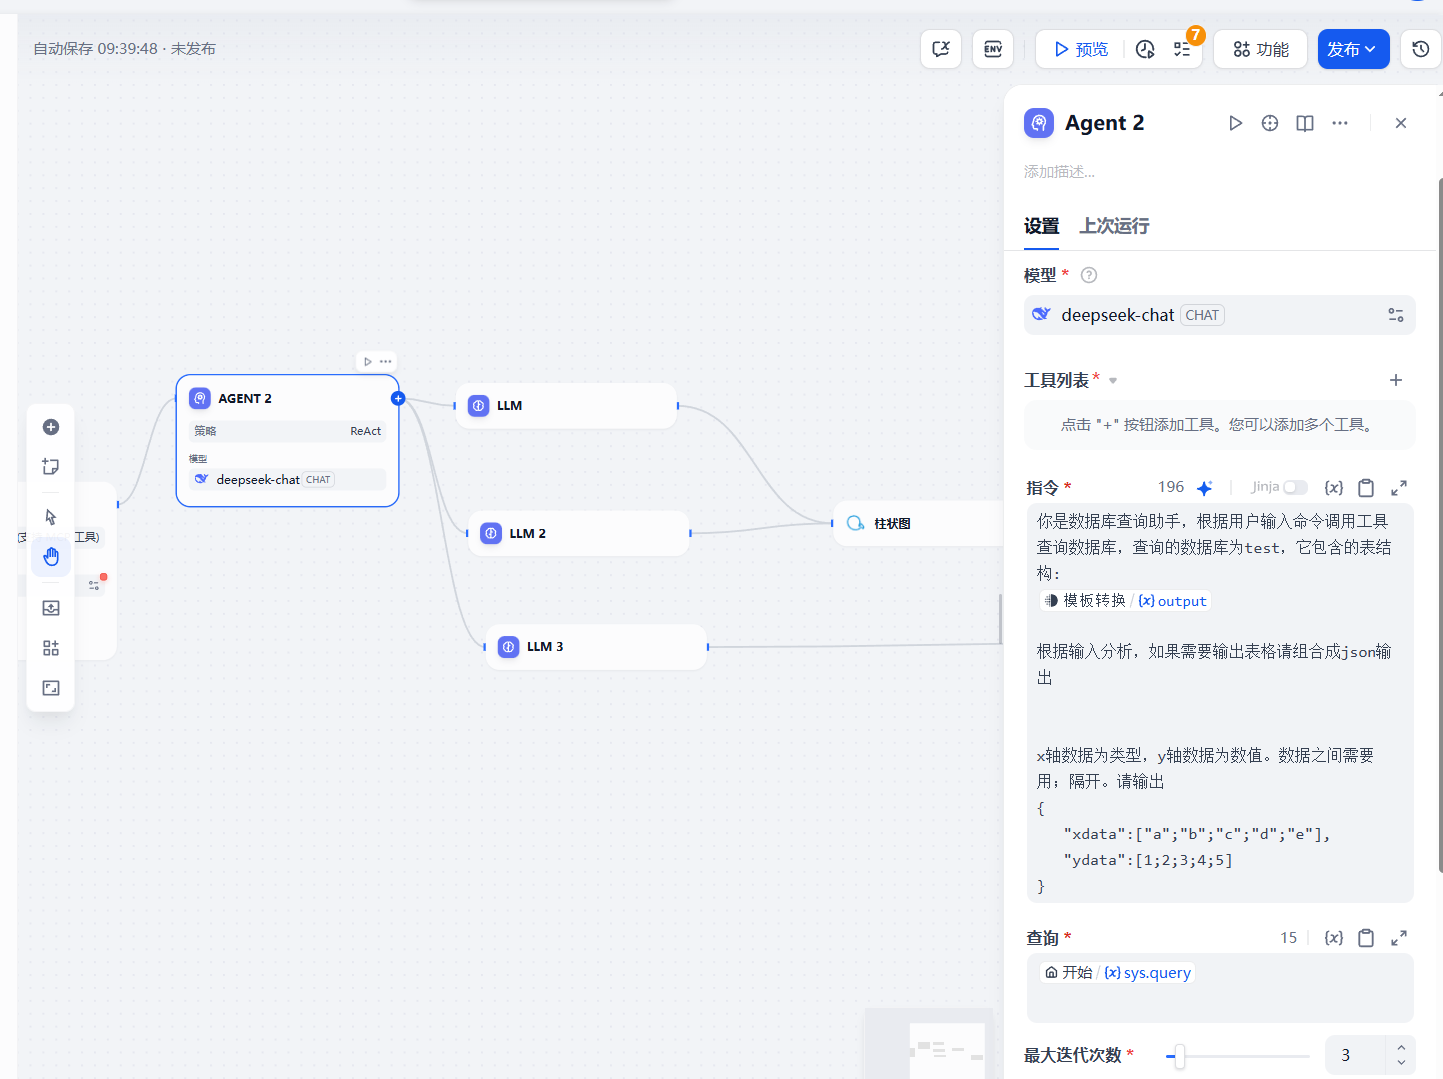 自动保存 09:39:48 · 未发布
ENV
预览
7
功能
发布
Agent 2
添加描述...
设置
上次运行
模型 *
deepseek-chat CHAT
工具列表 *
点击 "+" 按钮添加工具。您可以添加多个工具。
指令 *
196
Jinja
{x}
你是数据库查询助手，根据用户输入命令调用工具
查询数据库，查询的数据库为test，它包含的表结
构：
模板转换 / {x} output
根据输入分析，如果需要输出表格请组合成json输
出
x轴数据为类型，y轴数据为数值。数据之间需要
用；隔开。请输出
{
"xdata":["a";"b";"c";"d";"e"],
"ydata":[1;2;3;4;5]
}
查询 *
15
{x}
开始 / {x} sys.query
最大迭代次数 *
3
AGENT 2
策略
ReAct
模型
deepseek-chat CHAT
LLM
LLM 2
LLM 3
柱状图
(支
工具)